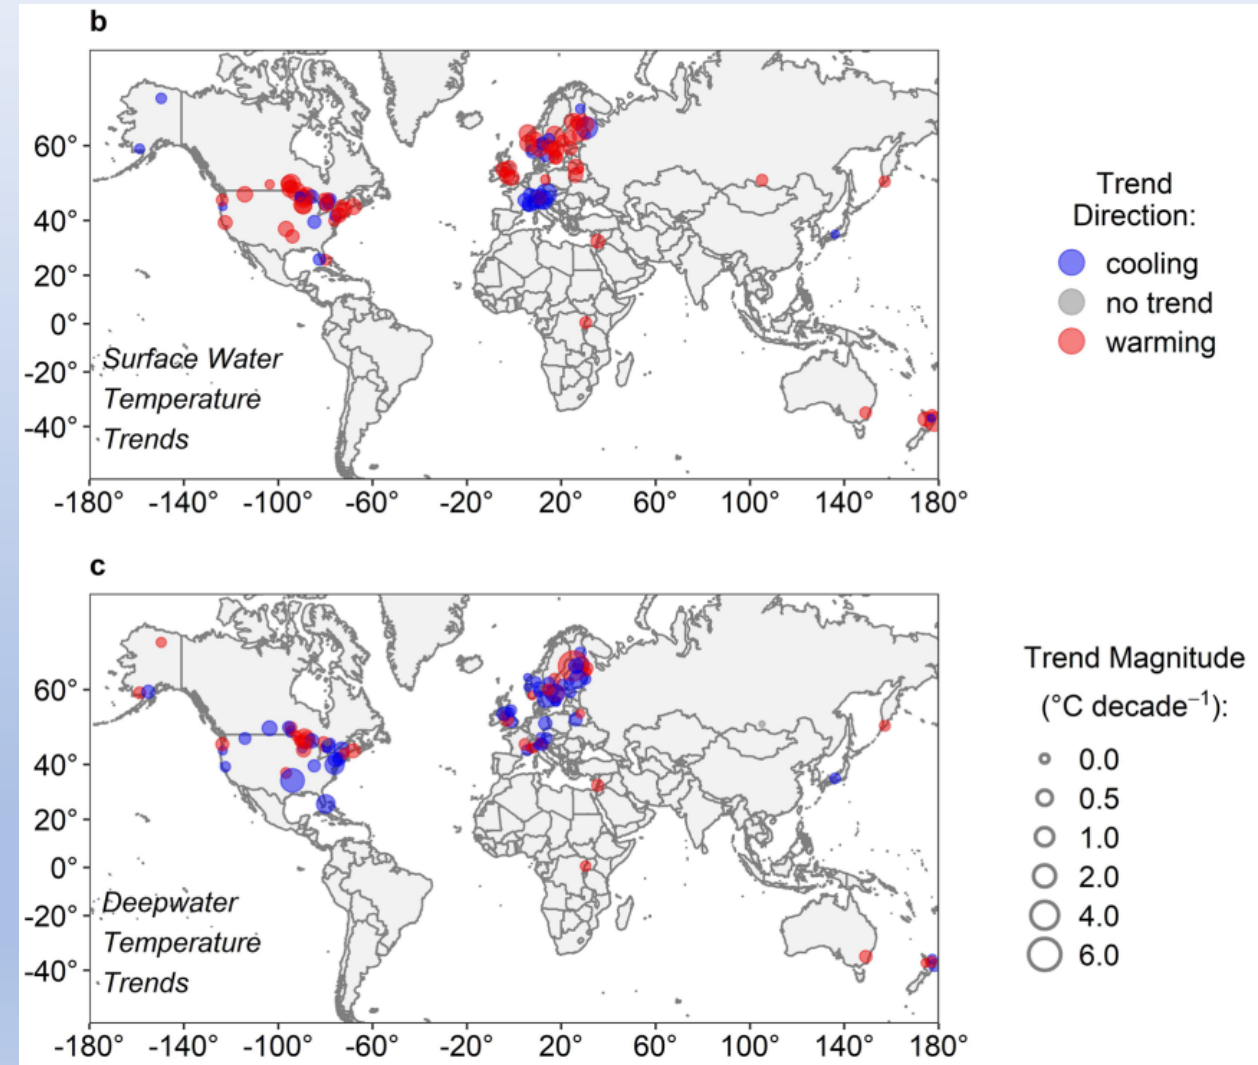 b
60°
40°
20°
0°
-20°
-40°
Surface Water
Temperature
Trends
-180° -140° -100° -60° -20° 20° 60° 100° 140° 180°
Trend
Direction:
cooling
no trend
warming
c
60°
40°
20°
0°
-20°
-40°
Deepwater
Temperature
Trends
-180° -140° -100° -60° -20° 20° 60° 100° 140° 180°
Trend Magnitude
(°C decade⁻¹):
0.0
0.5
1.0
2.0
4.0
6.0